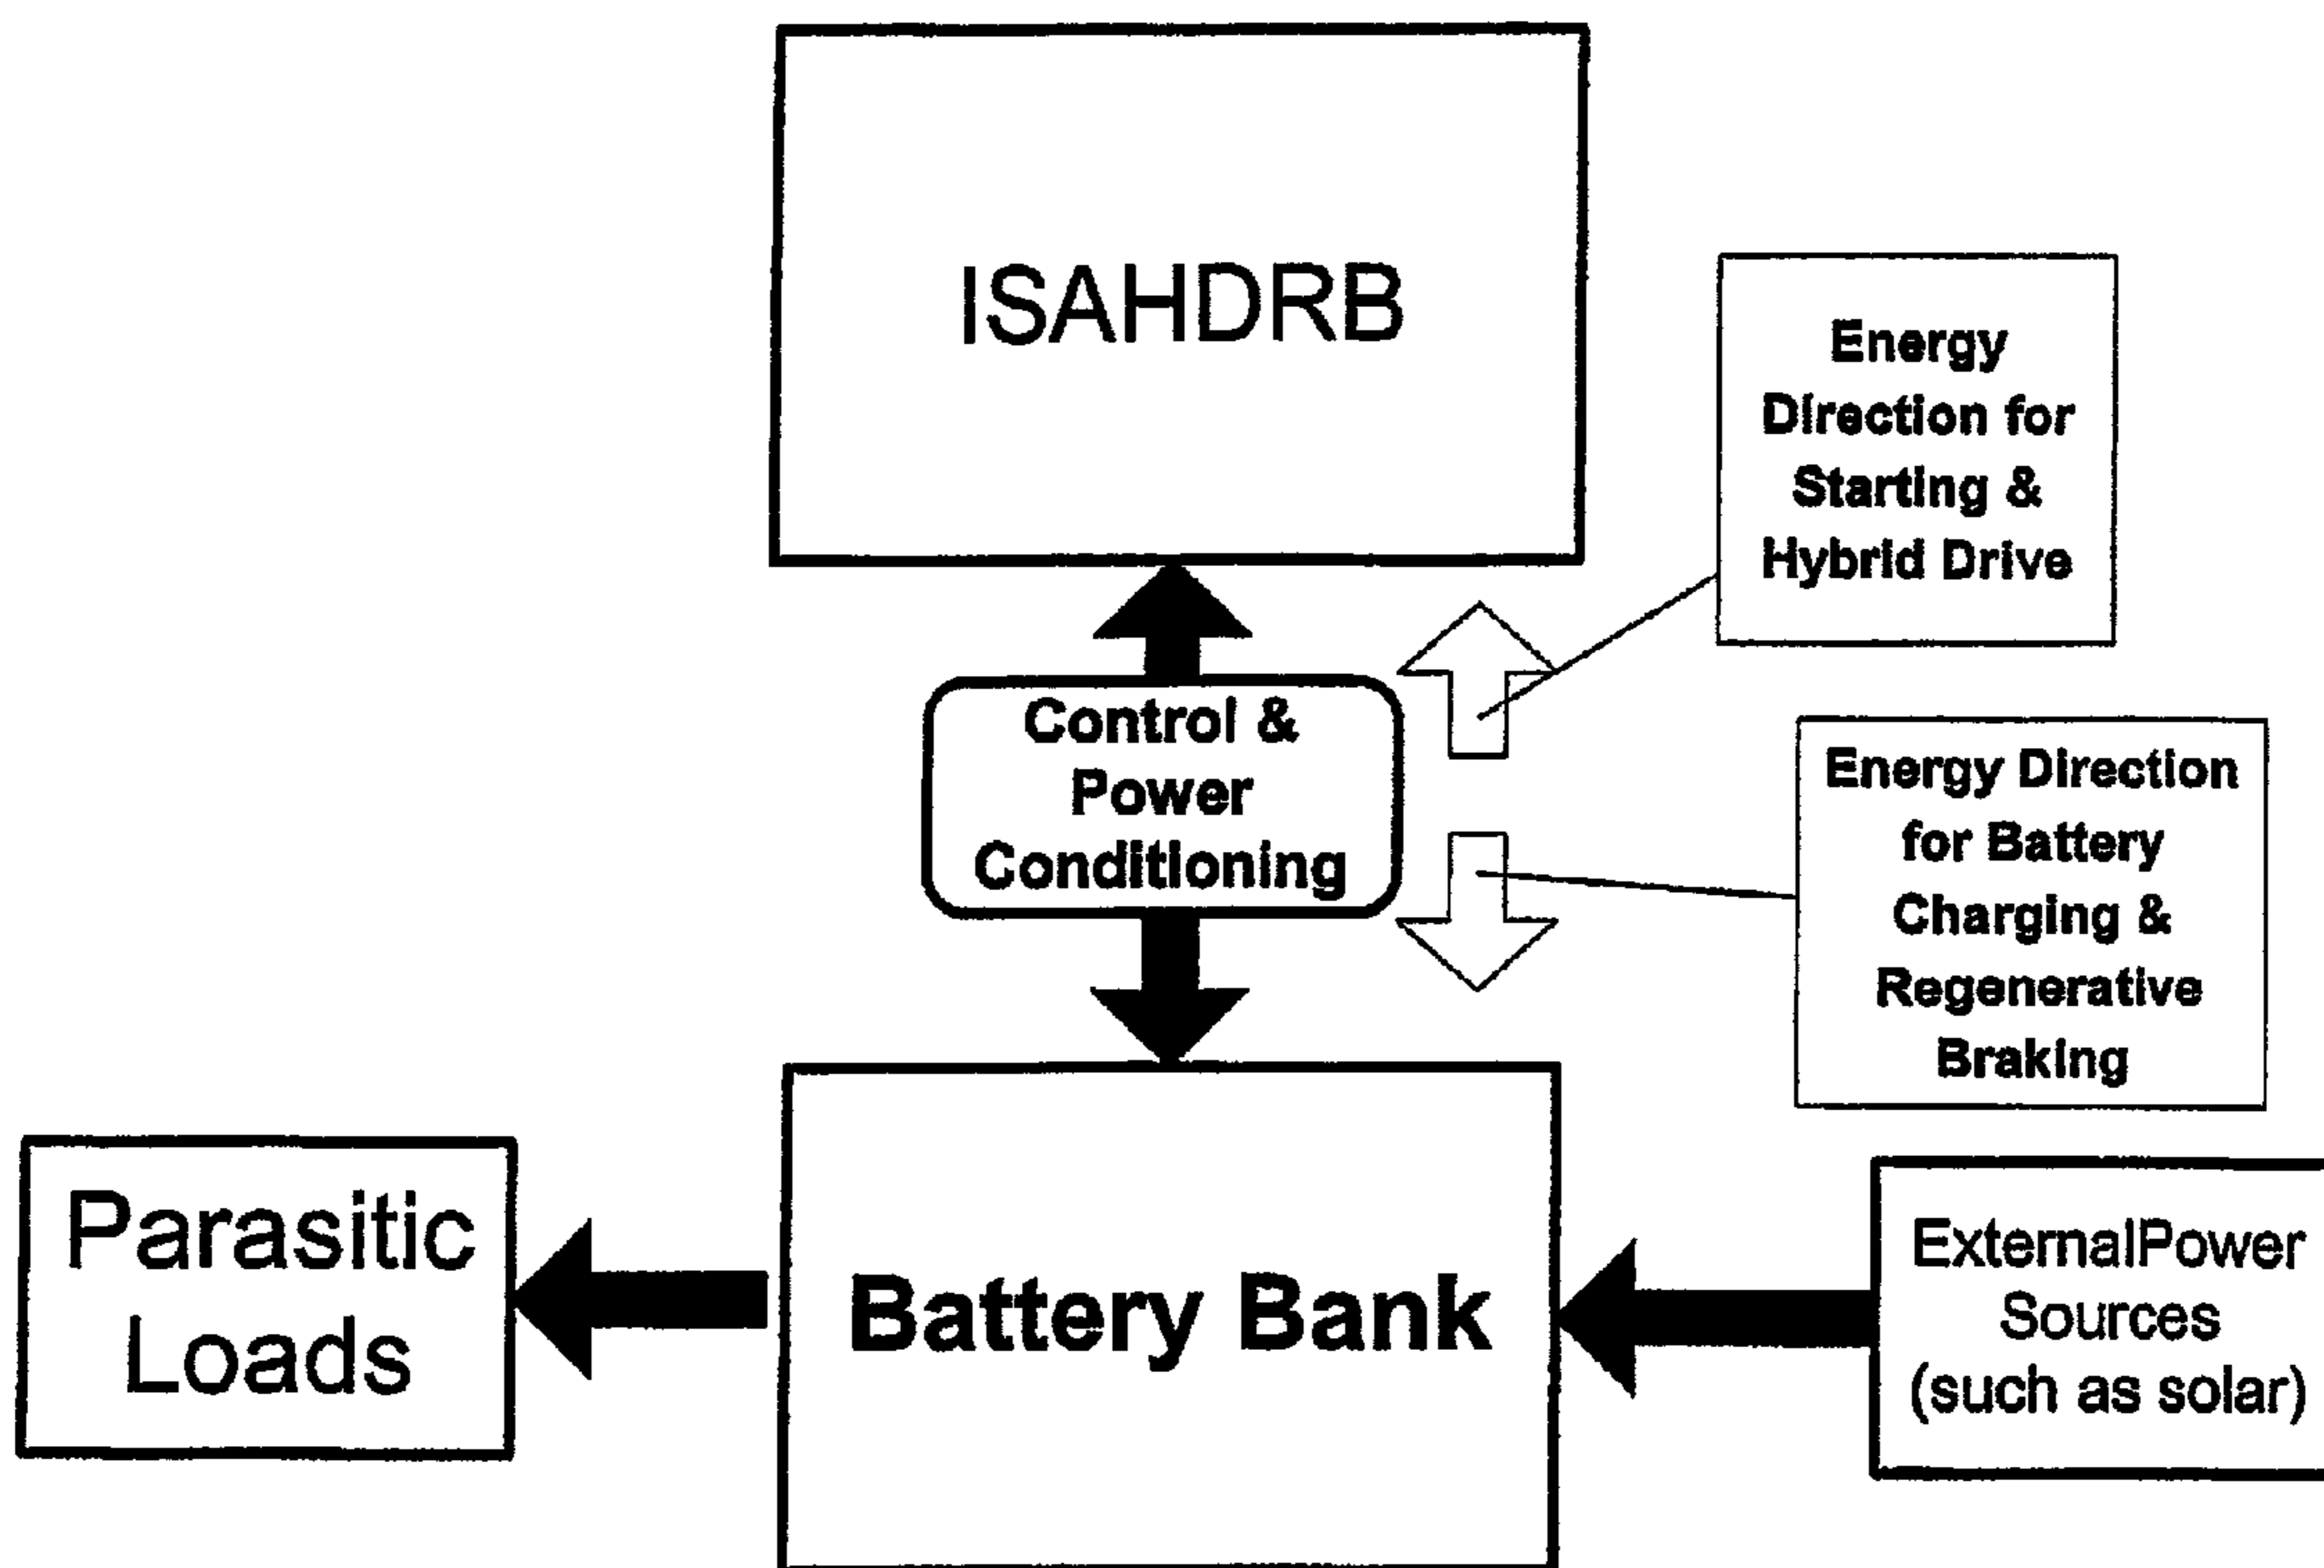 ISAHDRB
Energy
Direction for
Starting &
Hybrid Drive
Control &
Power
Conditioning
Energy Direction
for Battery
Charging &
Regenerative
Braking
Parasitic
Loads
Battery Bank
ExternalPower
Sources
(such as solar)